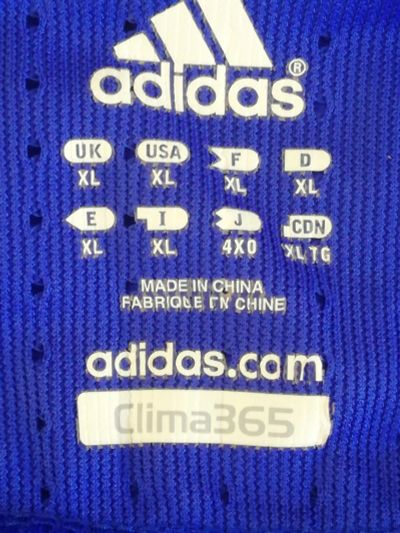 adidas®
UK USA F D
XL XL XL XL
E I J CDN
XL XL 4XO XL TG
MADE IN CHINA
FABRIQUE EN CHINE
adidas.com
Clima365